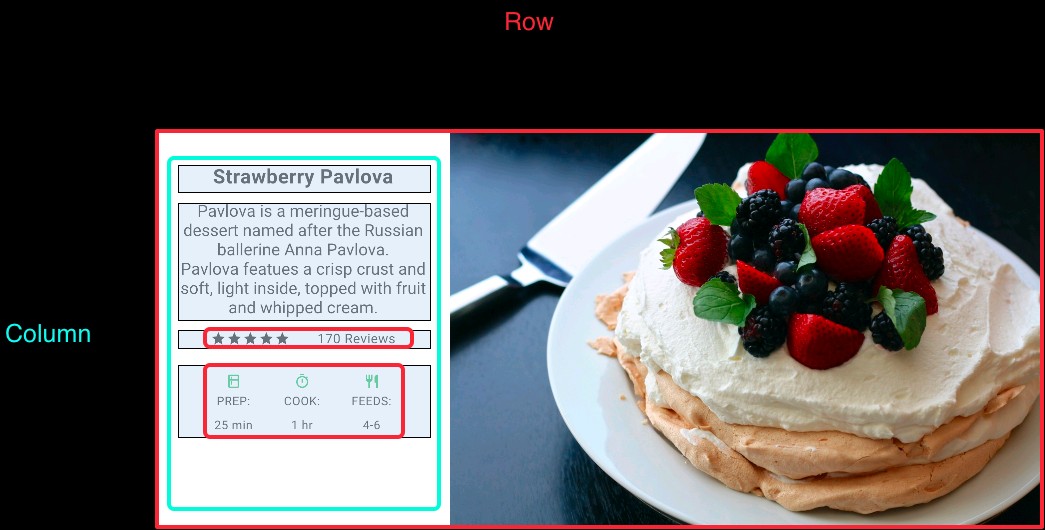 Row
Column
Strawberry Pavlova
Pavlova is a meringue-based
dessert named after the Russian
ballerine Anna Pavlova.
Pavlova featues a crisp crust and
soft, light inside, topped with fruit
and whipped cream.
170 Reviews
PREP: COOK: FEEDS:
25 min 1 hr 4-6